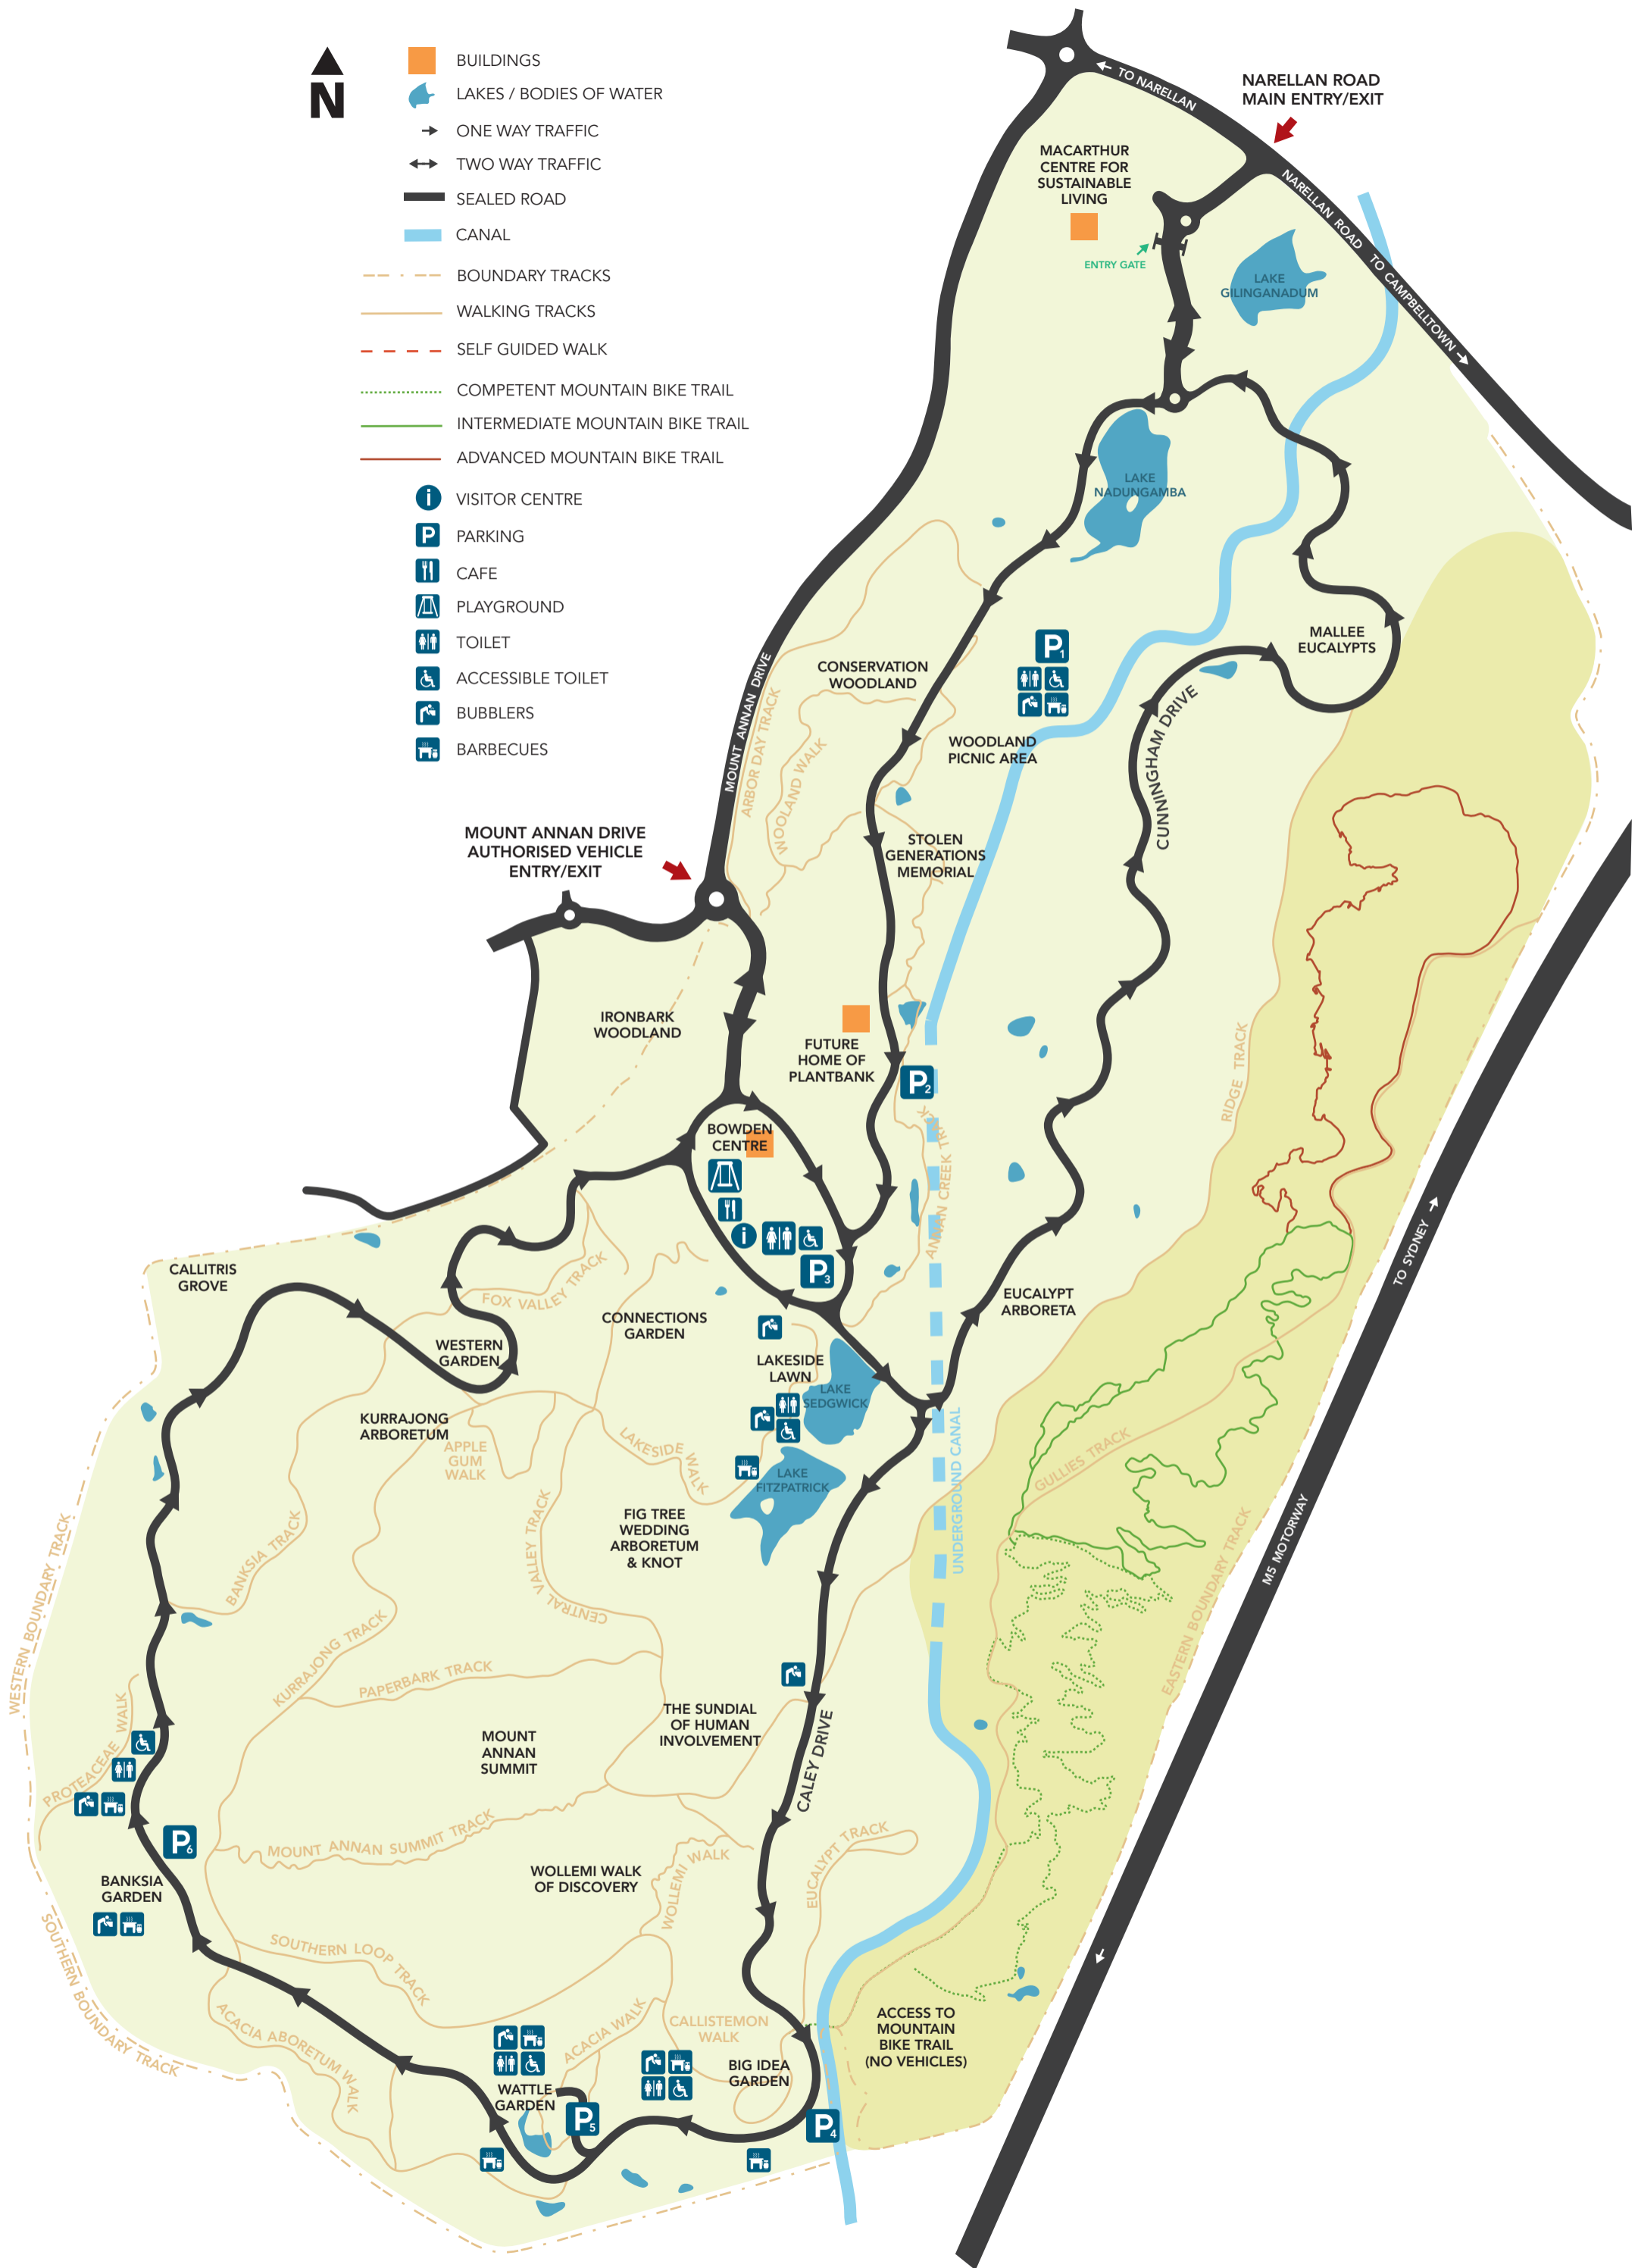 N
BUILDINGS
LAKES / BODIES OF WATER
ONE WAY TRAFFIC
TWO WAY TRAFFIC
SEALED ROAD
CANAL
BOUNDARY TRACKS
WALKING TRACKS
SELF GUIDED WALK
COMPETENT MOUNTAIN BIKE TRAIL
INTERMEDIATE MOUNTAIN BIKE TRAIL
ADVANCED MOUNTAIN BIKE TRAIL
i VISITOR CENTRE
P PARKING
CAFE
PLAYGROUND
TOILET
ACCESSIBLE TOILET
BUBBLERS
BARBECUES
TO NARELLAN
NARELLAN ROAD
MAIN ENTRY/EXIT
NARELLAN ROAD TO CAMPBELLTOWN
MACARTHUR
CENTRE FOR
SUSTAINABLE
LIVING
ENTRY GATE
LAKE
GILINGANADUM
LAKE
NADUNGAMBA
MALLEE
EUCALYPTS
P1
CONSERVATION
WOODLAND
WOODLAND
PICNIC AREA
MOUNT ANNAN DRIVE
ARBOR DAY TRACK
WOOLAND WALK
CUNNINGHAM DRIVE
STOLEN
GENERATIONS
MEMORIAL
MOUNT ANNAN DRIVE
AUTHORISED VEHICLE
ENTRY/EXIT
IRONBARK
WOODLAND
FUTURE
HOME OF
PLANTBANK
P2
RIDGE TRACK
ANNAN CREEK TRACK
BOWDEN
CENTRE
i
P3
TO SYDNEY
CALLITRIS
GROVE
FOX VALLEY TRACK
EUCALYPT
ARBORETA
CONNECTIONS
GARDEN
WESTERN
GARDEN
LAKESIDE
LAWN
LAKE
SEDGWICK
KURRAJONG
ARBORETUM
APPLE
GUM
WALK
LAKESIDE WALK
LAKE
FITZPATRICK
GULLIES TRACK
UNDERGROUND CANAL
FIG TREE
WEDDING
ARBORETUM
& KNOT
M5 MOTORWAY
WESTERN BOUNDARY TRACK
BANKSIA TRACK
CENTRAL VALLEY TRACK
EASTERN BOUNDARY TRACK
KURRAJONG TRACK
PAPERBARK TRACK
THE SUNDIAL
OF HUMAN
INVOLVEMENT
MOUNT
ANNAN
SUMMIT
CALEY DRIVE
PROTEACEAE WALK
P6
MOUNT ANNAN SUMMIT TRACK
EUCALYPT TRACK
BANKSIA
GARDEN
WOLLEMI WALK
OF DISCOVERY
WOLLEMI WALK
SOUTHERN BOUNDARY TRACK
SOUTHERN LOOP TRACK
ACACIA ABORETUM WALK
ACACIA WALK
CALLISTEMON
WALK
ACCESS TO
MOUNTAIN
BIKE TRAIL
(NO VEHICLES)
BIG IDEA
GARDEN
WATTLE
GARDEN
P5
P4